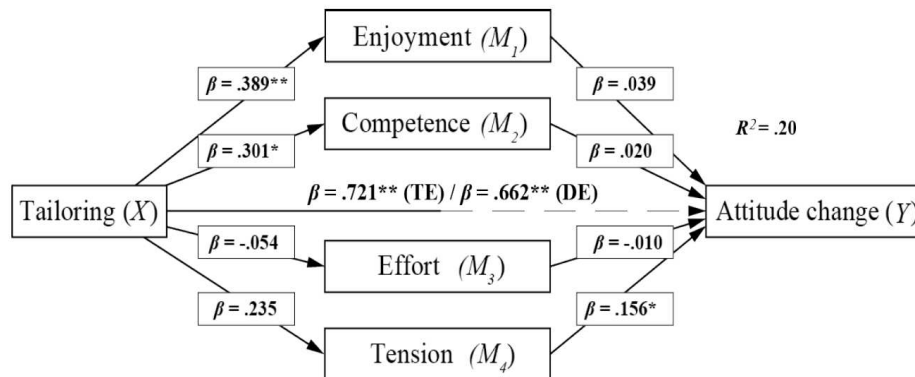 Enjoyment (M1)
β = .389**
β = .039
Competence (M2)
R² = .20
β = .301*
β = .020
β = .721** (TE) / β = .662** (DE)
Tailoring (X)
Attitude change (Y)
β = -.054
Effort (M3)
β = -.010
β = .235
β = .156*
Tension (M4)